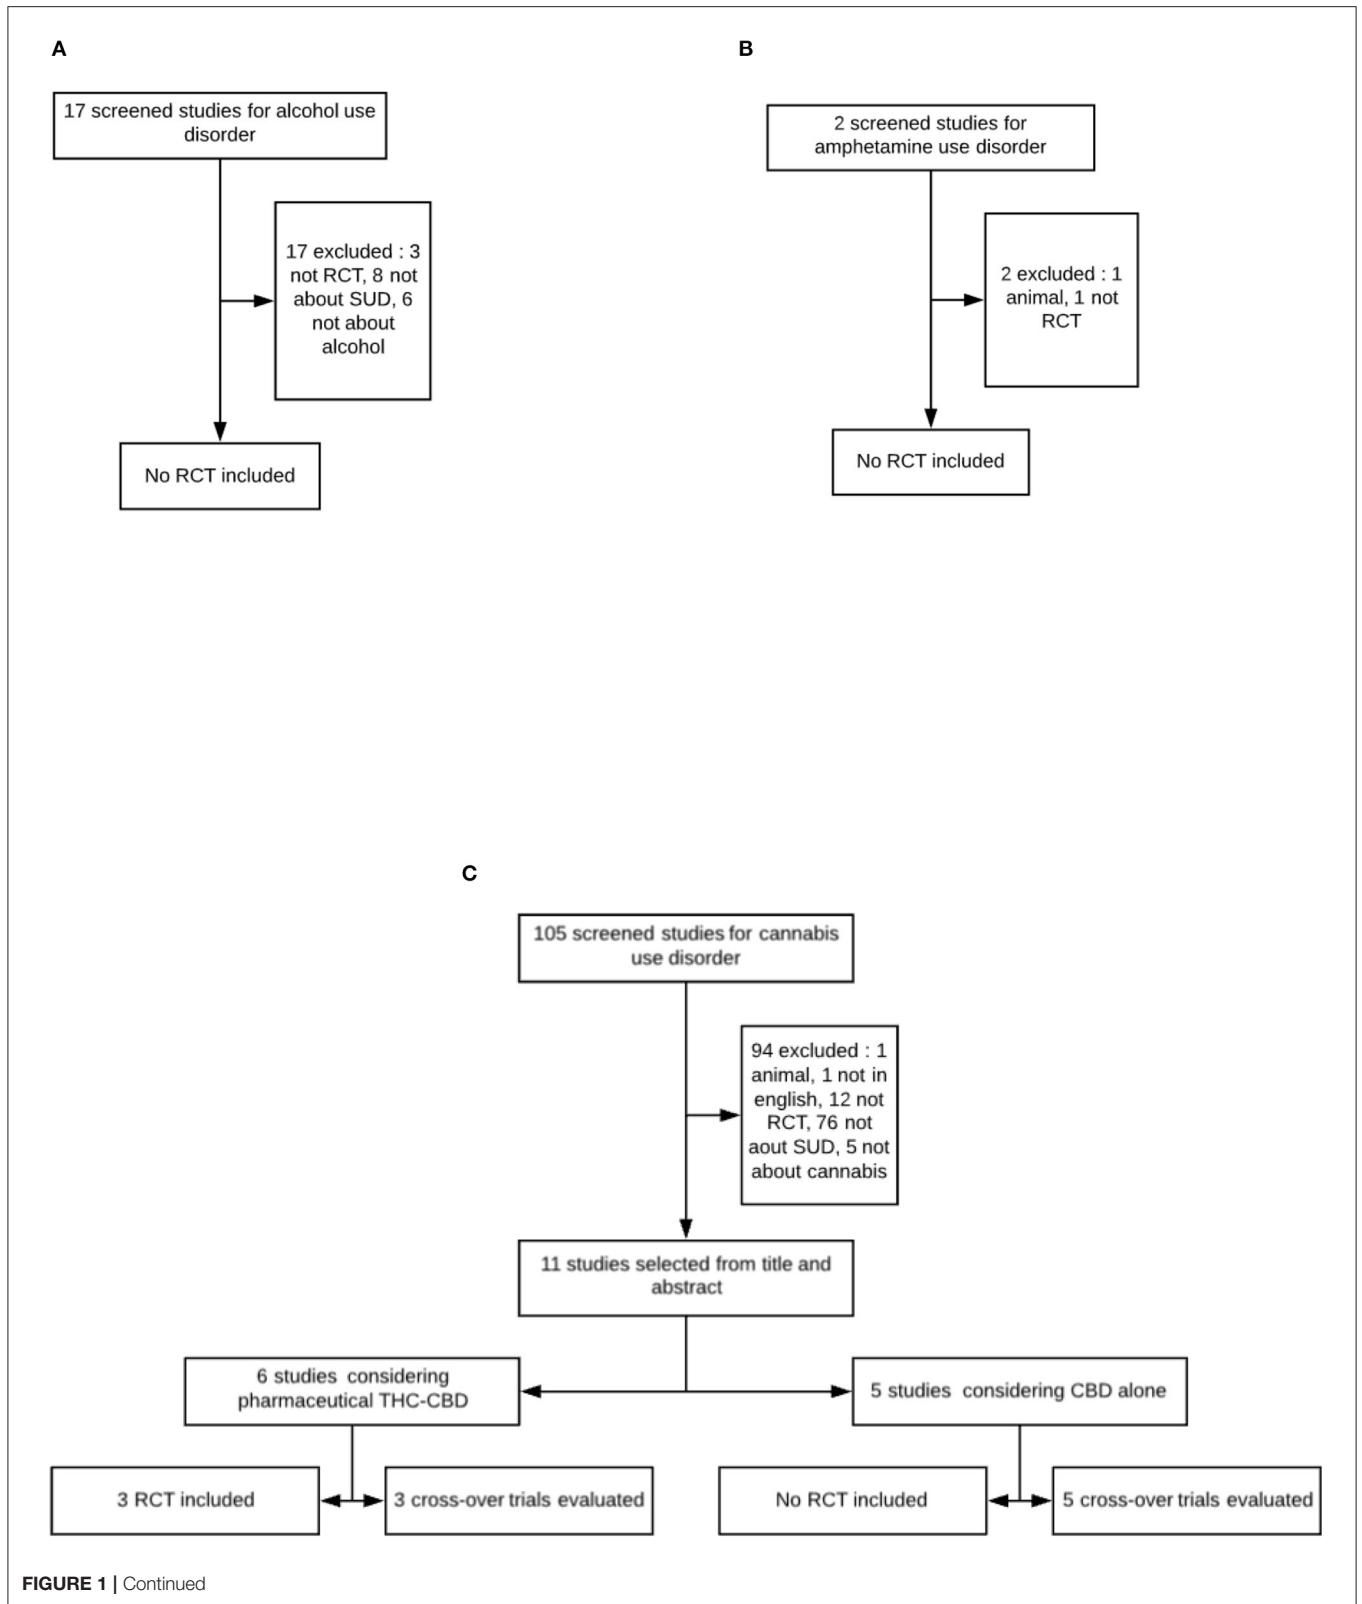 A
17 screened studies for alcohol use
disorder
17 excluded : 3
not RCT, 8 not
about SUD, 6
not about
alcohol
No RCT included
B
2 screened studies for
amphetamine use disorder
2 excluded : 1
animal, 1 not
RCT
No RCT included
C
105 screened studies for cannabis
use disorder
94 excluded : 1
animal, 1 not in
english, 12 not
RCT, 76 not
aout SUD, 5 not
about cannabis
11 studies selected from title and
abstract
6 studies considering
pharmaceutical THC-CBD
5 studies considering CBD alone
3 RCT included
3 cross-over trials evaluated
No RCT included
5 cross-over trials evaluated
FIGURE 1 | Continued